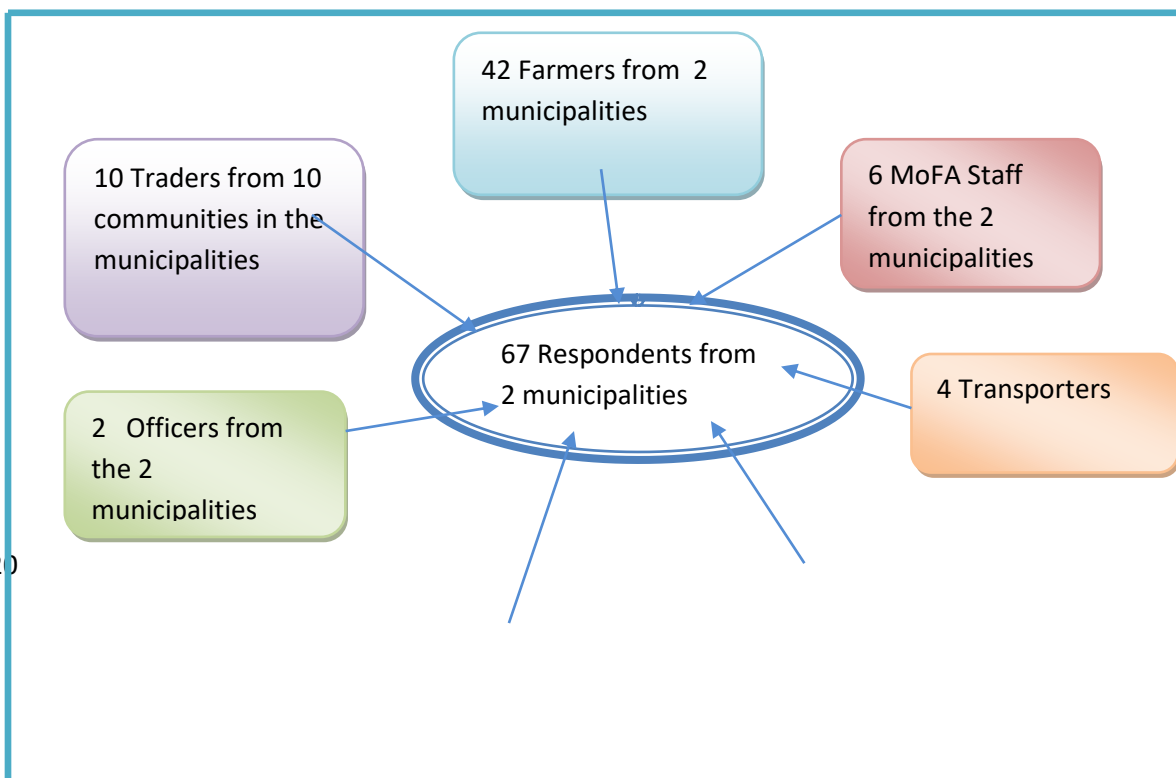 42 Farmers from 2
municipalities
10 Traders from 10
communities in the
municipalities
6 MoFA Staff
from the 2
municipalities
67 Respondents from
2 municipalities
4 Transporters
2 Officers from
the 2
municipalities